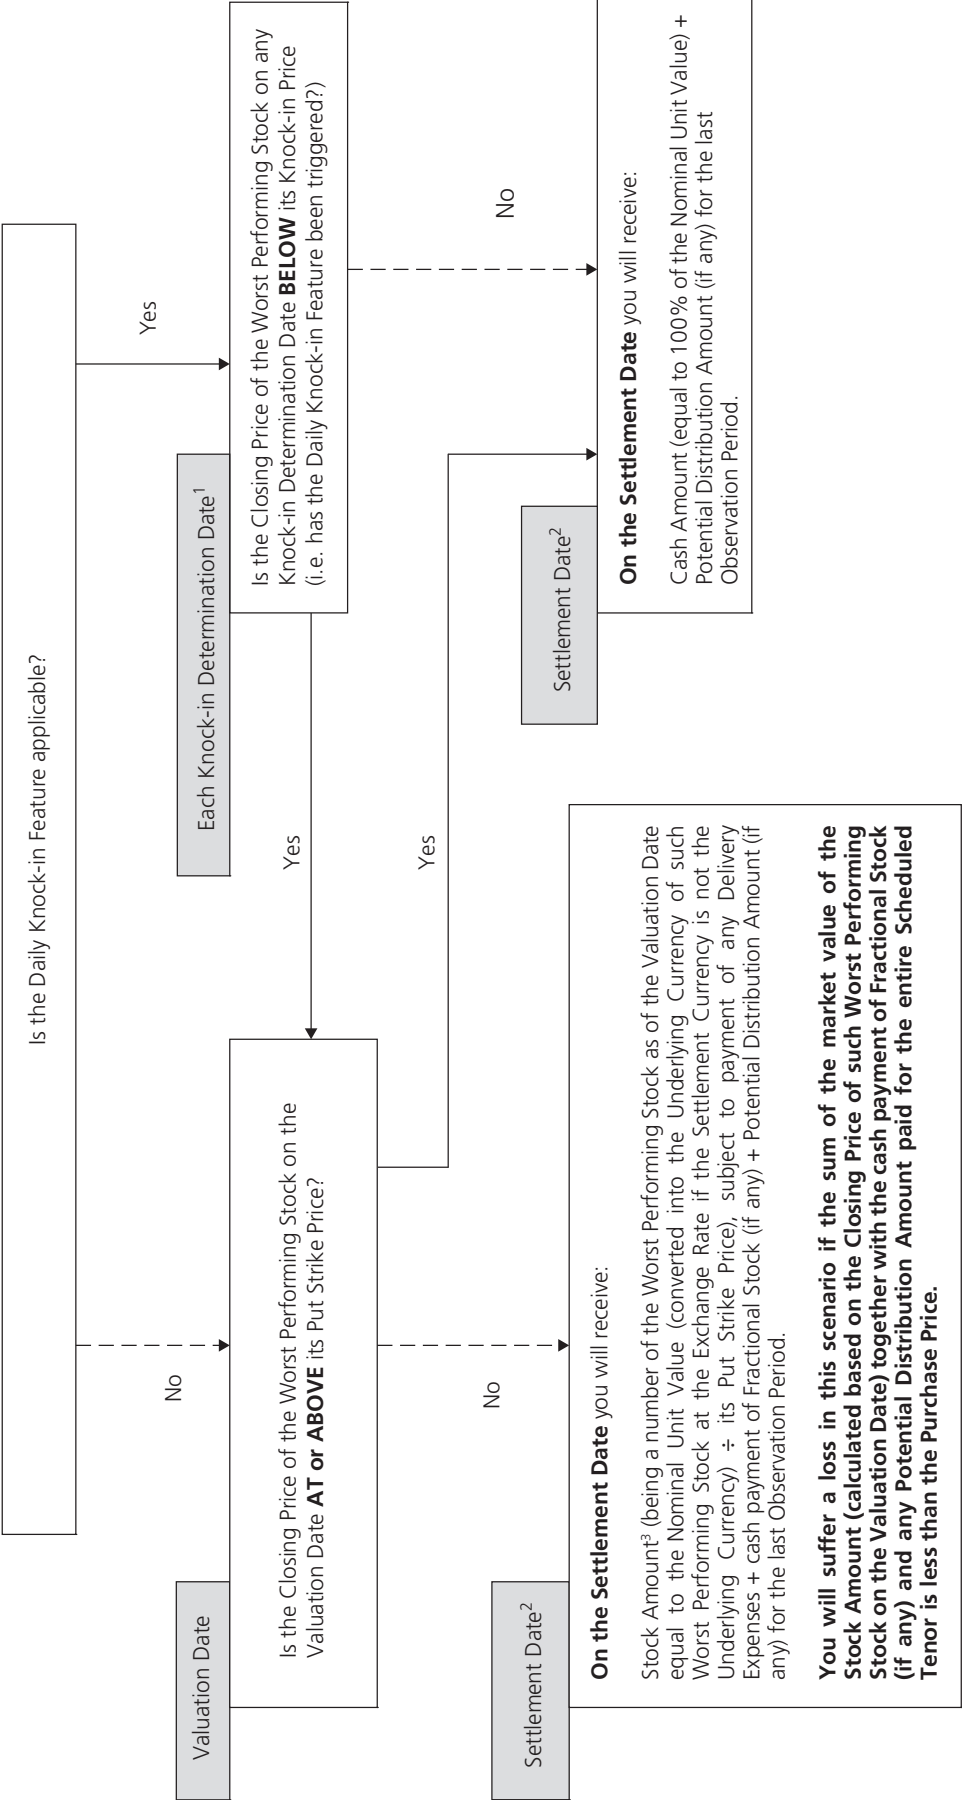 Is the Daily Knock-in Feature applicable?
No
Yes
Valuation Date
Is the Closing Price of the Worst Performing Stock on the
Valuation Date AT or ABOVE its Put Strike Price?
Yes
Each Knock-in Determination Date1
Is the Closing Price of the Worst Performing Stock on any
Knock-in Determination Date BELOW its Knock-in Price
(i.e. has the Daily Knock-in Feature been triggered?)
No
Yes
No
Settlement Date2
On the Settlement Date you will receive:
Stock Amount3 (being a number of the Worst Performing Stock as of the Valuation Date
equal to the Nominal Unit Value (converted into the Underlying Currency of such
Worst Performing Stock at the Exchange Rate if the Settlement Currency is not the
Underlying Currency) ÷ its Put Strike Price), subject to payment of any Delivery
Expenses + cash payment of Fractional Stock (if any) + Potential Distribution Amount (if
any) for the last Observation Period.
You will suffer a loss in this scenario if the sum of the market value of the
Stock Amount (calculated based on the Closing Price of such Worst Performing
Stock on the Valuation Date) together with the cash payment of Fractional Stock
(if any) and any Potential Distribution Amount paid for the entire Scheduled
Tenor is less than the Purchase Price.
Settlement Date2
On the Settlement Date you will receive:
Cash Amount (equal to 100% of the Nominal Unit Value) +
Potential Distribution Amount (if any) for the last
Observation Period.